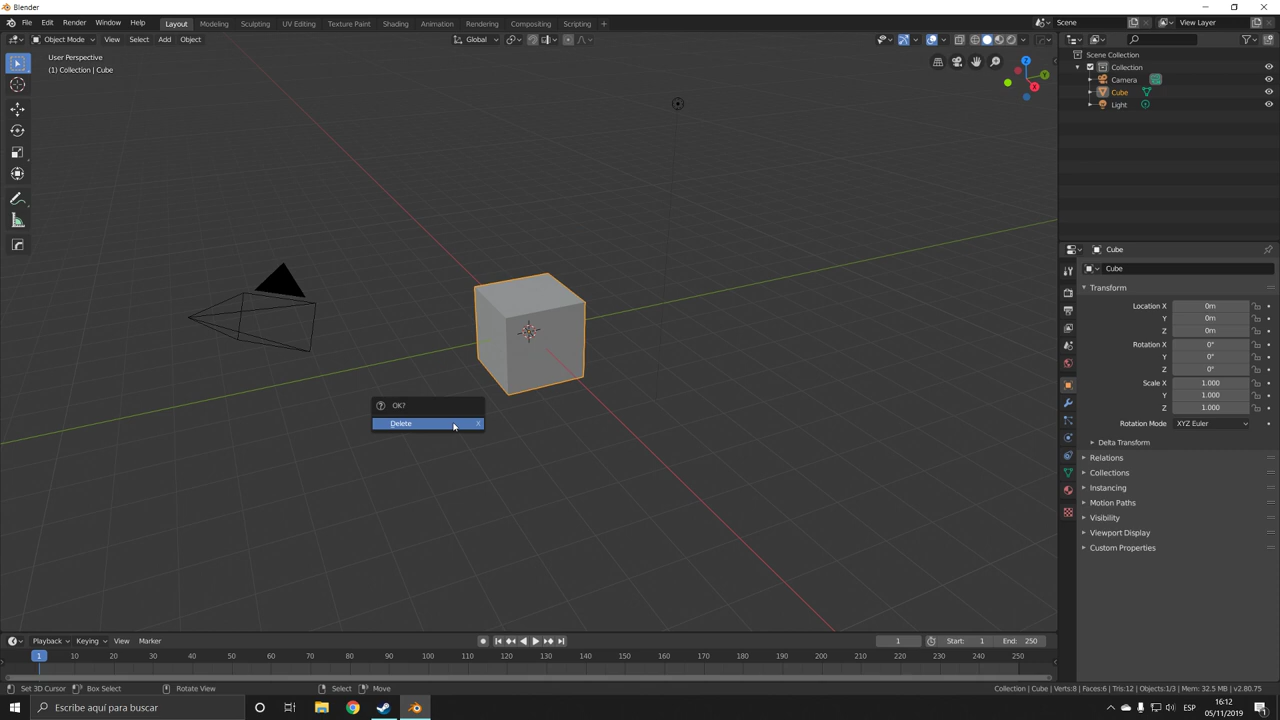 Blender
File Edit Render Window Help Layout Modeling Sculpting UV Editing Texture Paint Shading Animation Rendering Compositing Scripting + Scene View Layer
Object Mode View Select Add Object Global
User Perspective
(1) Collection | Cube
Z
Y
X
Scene Collection
Collection
Camera
Cube
Light
OK?
Delete X
Cube
Cube
Transform
Location X 0m
Y 0m
Z 0m
Rotation X 0°
Y 0°
Z 0°
Scale X 1.000
Y 1.000
Z 1.000
Rotation Mode XYZ Euler
Delta Transform
Relations
Collections
Instancing
Motion Paths
Visibility
Viewport Display
Custom Properties
Playback Keying View Marker 1 Start: 1 End: 250
1 10 20 30 40 50 60 70 80 90 100 110 120 130 140 150 160 170 180 190 200 210 220 230 240 250
Set 3D Cursor Box Select Rotate View Select Move Collection | Cube | Verts:8 | Faces:6 | Tris:12 | Objects:1/3 | Mem: 32.5 MB | v2.80.75
Escribe aquí para buscar ESP 16:12
05/11/2019 1